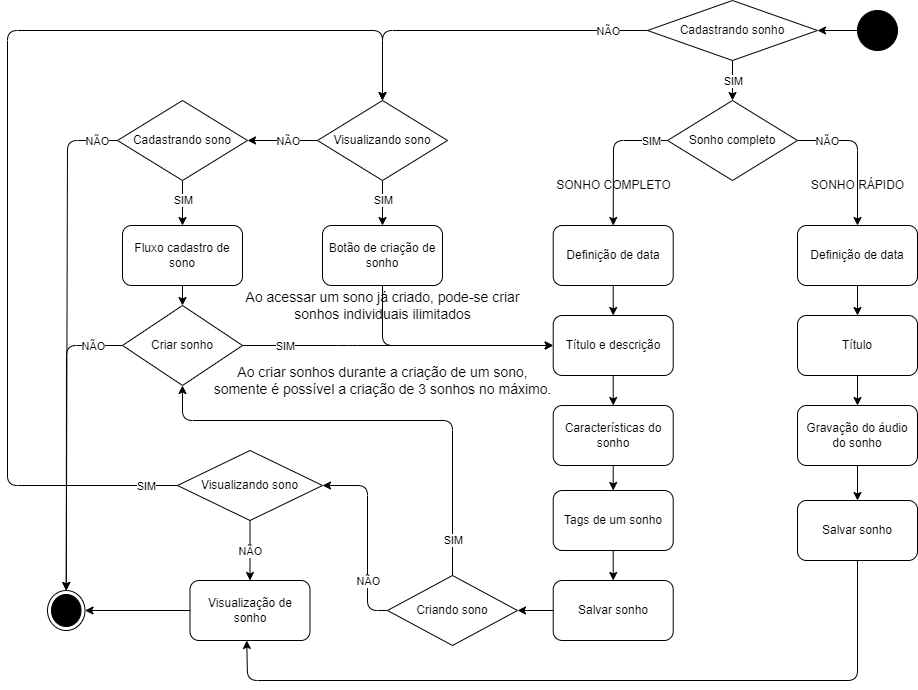 Cadastrando sonho
NÃO
SIM
Cadastrando sono
Visualizando sono
Sonho completo
NÃO
NÃO
SIM
NÃO
SONHO COMPLETO
SONHO RÁPIDO
SIM
SIM
Fluxo cadastro de
sono
Botão de criação de
sonho
Definição de data
Definição de data
Ao acessar um sono já criado, pode-se criar
sonhos individuais ilimitados
NÃO
Criar sonho
SIM
Título e descrição
Título
Ao criar sonhos durante a criação de um sono,
somente é possível a criação de 3 sonhos no máximo.
Características do
sonho
Gravação do áudio
do sonho
SIM
Visualizando sono
Tags de um sonho
Salvar sonho
SIM
NÃO
NÃO
Visualização de
sonho
Criando sono
Salvar sonho